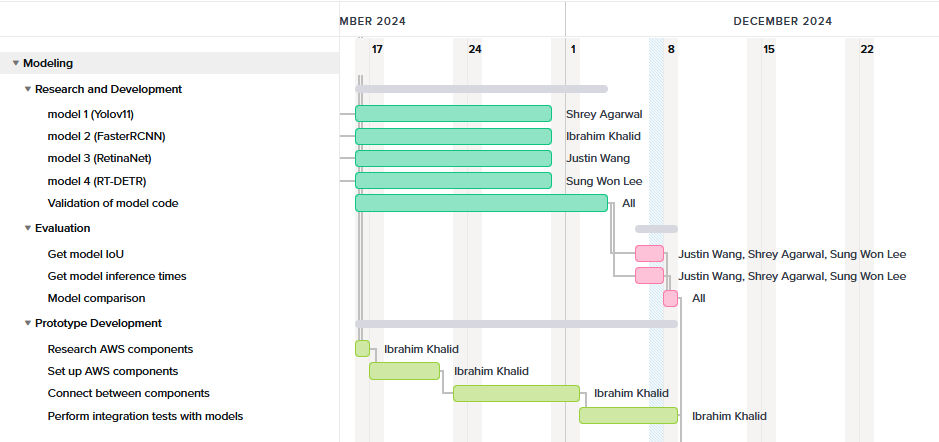 MBER 2024 DECEMBER 2024
17 24 1 8 15 22
Modeling
Research and Development
model 1 (Yolov11) Shrey Agarwal
model 2 (FasterRCNN) Ibrahim Khalid
model 3 (RetinaNet) Justin Wang
model 4 (RT-DETR) Sung Won Lee
Validation of model code All
Evaluation
Get model IoU Justin Wang, Shrey Agarwal, Sung Won Lee
Get model inference times Justin Wang, Shrey Agarwal, Sung Won Lee
Model comparison All
Prototype Development
Research AWS components Ibrahim Khalid
Set up AWS components Ibrahim Khalid
Connect between components Ibrahim Khalid
Perform integration tests with models Ibrahim Khalid